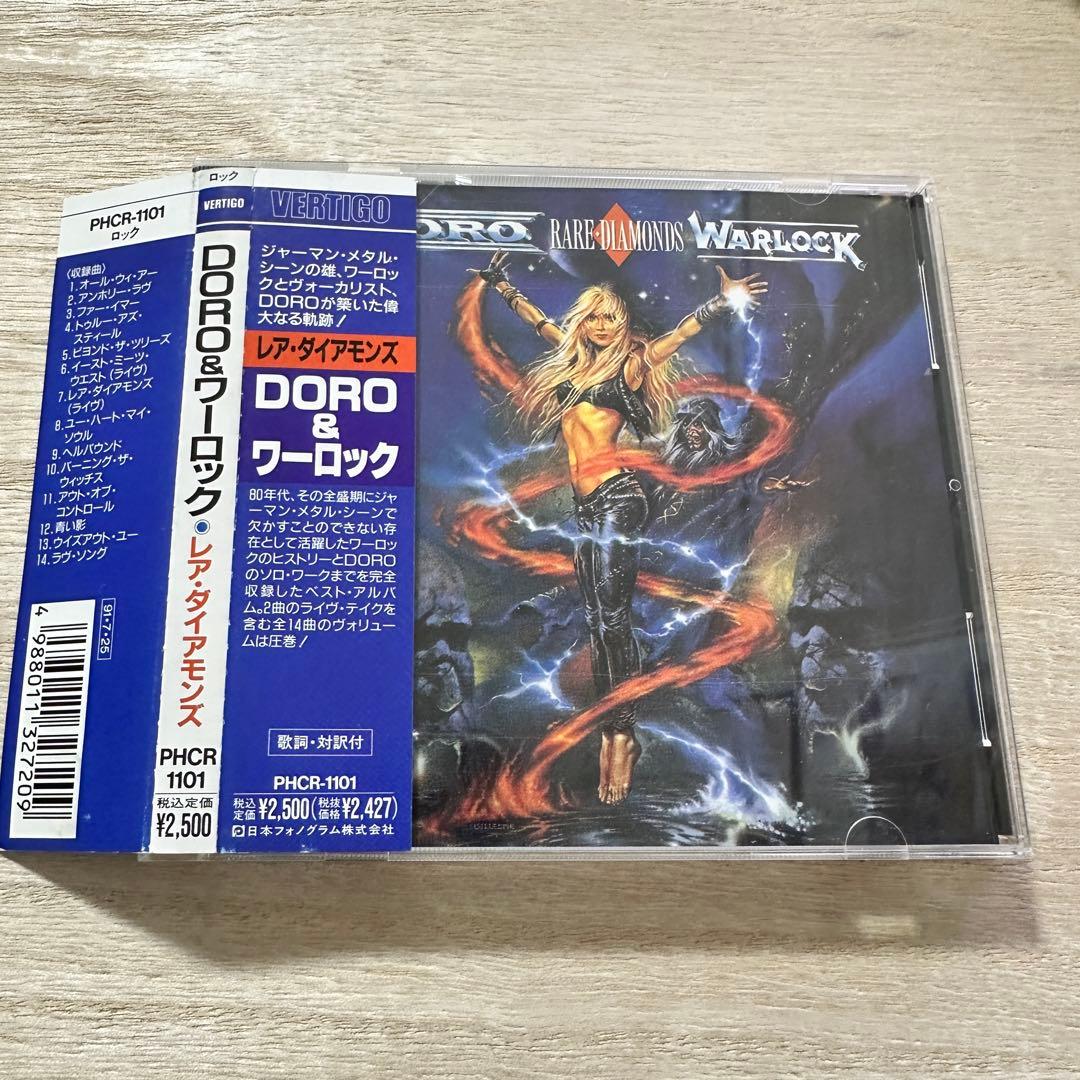 PHCR-1101
ロック
〈収録曲〉
1.オール・ウィ・アー
2.アンホリー・ラヴ
3.ファー・イマー
4.トゥルー・アズ・
スティール
5.ビヨンド・ザ・ツリーズ
6.イースト・ミーツ・
ウエスト(ライヴ)
7.レア・ダイアモンズ
(ライヴ)
8.ユー・ハート・マイ・
ソウル
9.ヘルバウンド
10.バーニング・ザ・
ウィッチス
11.アウト・オブ・
コントロール
12.青い影
13.ウイズアウト・ユー
14.ラヴ・ソング
91・7・25
4 988011 327209
ロック
VERTIGO
DORO&ワーロック●レア・ダイアモンズ
PHCR
1101
税込定価
¥2,500
VERTIGO
ジャーマン・メタル・
シーンの雄、ワーロッ
クとヴォーカリスト、
DOROが築いた偉
大なる軌跡!
レア・ダイアモンズ
DORO
&
ワーロック
80年代、その全盛期にジャ
ーマン・メタル・シーンで
欠かすことのできない存
在として活躍したワーロッ
クのヒストリーとDORO
のソロ・ワークまでを完全
収録したベスト・アルバ
ム。2曲のライヴ・テイクを
含む全14曲のヴォリュー
ムは圧巻!
歌詞・対訳付
PHCR-1101
税込定価¥2,500(税抜価格¥2,427)
日本フォノグラム株式会社
ORO.
RARE◆DIAMONDS
WARLOCK